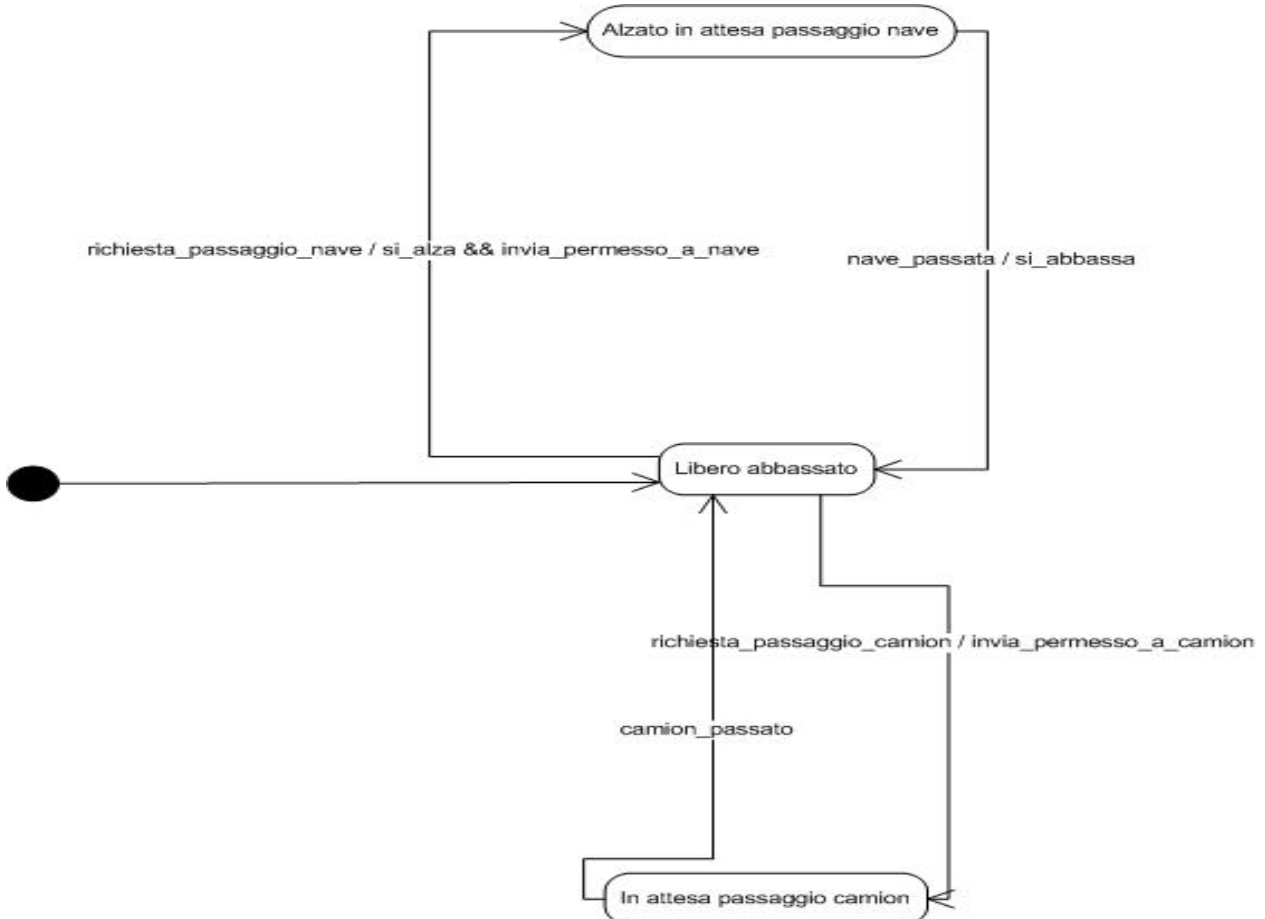 Alzato in attesa passaggio nave
richiesta_passaggio_nave / si_alza && invia_permesso_a_nave
nave_passata / si_abbassa
Libero abbassato
richiesta_passaggio_camion / invia_permesso_a_camion
camion_passato
In attesa passaggio camion